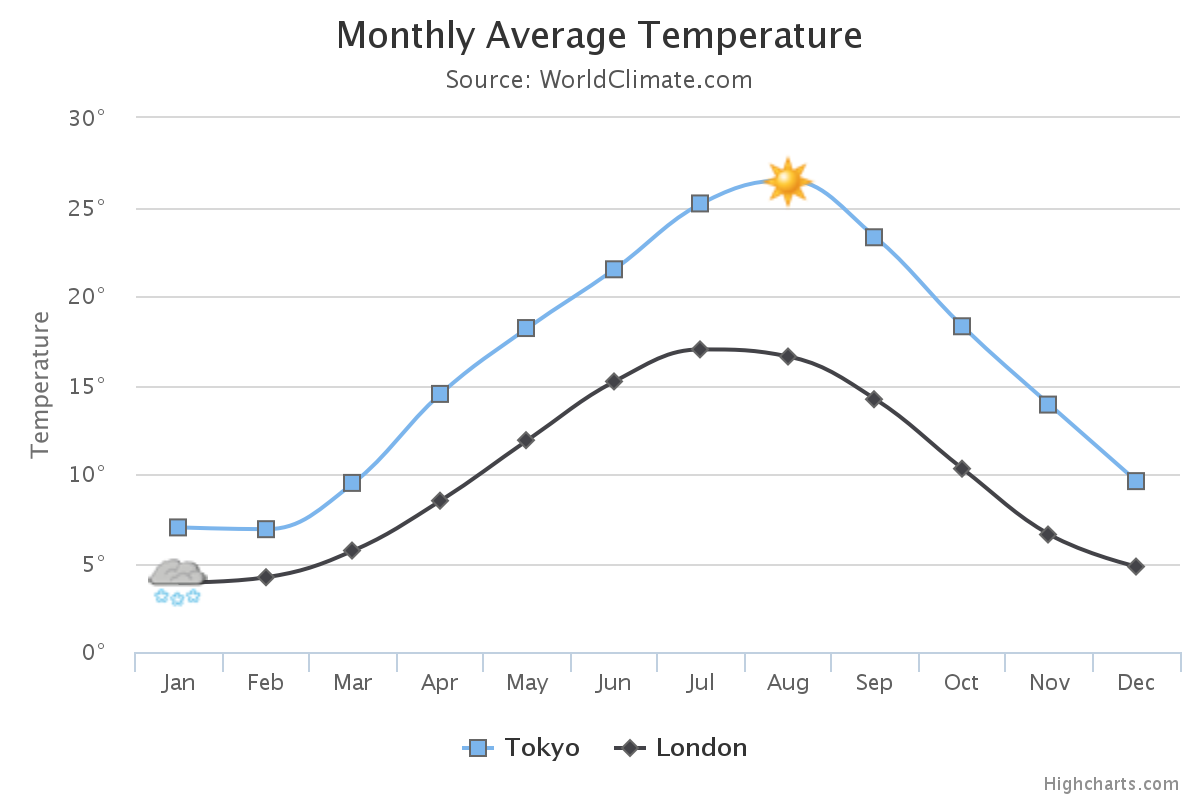 Monthly Average Temperature
Source: WorldClimate.com
Temperature
30°
25°
20°
15°
10°
5°
0°
Jan Feb Mar Apr May Jun Jul Aug Sep Oct Nov Dec
Tokyo London
Highcharts.com